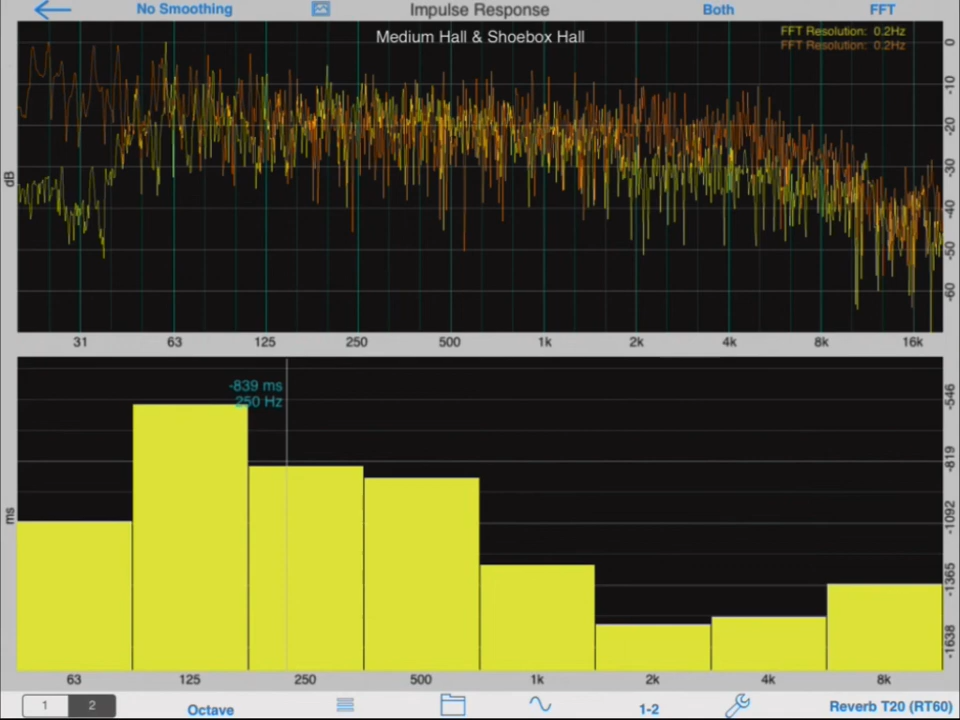 No Smoothing Impulse Response Both FFT
Medium Hall & Shoebox Hall
FFT Resolution: 0.2Hz
FFT Resolution: 0.2Hz
dB
0
-10
-20
-30
-40
-50
-60
31 63 125 250 500 1k 2k 4k 8k 16k
-839 ms
250 Hz
ms
-546
-819
-1092
-1365
-1638
63 125 250 500 1k 2k 4k 8k
1 2 Octave 1-2 Reverb T20 (RT60)